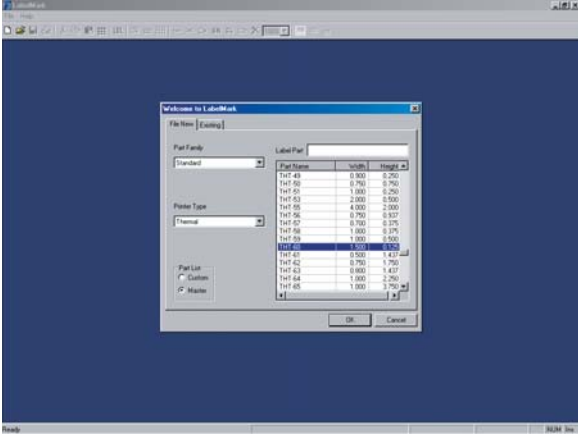 LabelMark
File Help
100%
Welcome to LabelMark
File New Existing
Part Family
Standard
Printer Type
Thermal
Part List
Custom
Master
Label Part
Part Name Width Height
THT-49 0.900 0.250
THT-50 0.750 0.750
THT-51 1.000 0.250
THT-53 2.000 0.500
THT-55 4.000 2.000
THT-56 0.750 0.937
THT-57 0.700 0.375
THT-58 1.000 0.375
THT-59 1.000 0.500
THT-60 1.500 0.125
THT-61 0.500 1.437
THT-62 0.750 1.750
THT-63 0.800 1.437
THT-64 1.000 2.250
THT-65 1.000 3.750
OK Cancel
Ready NUM Ins